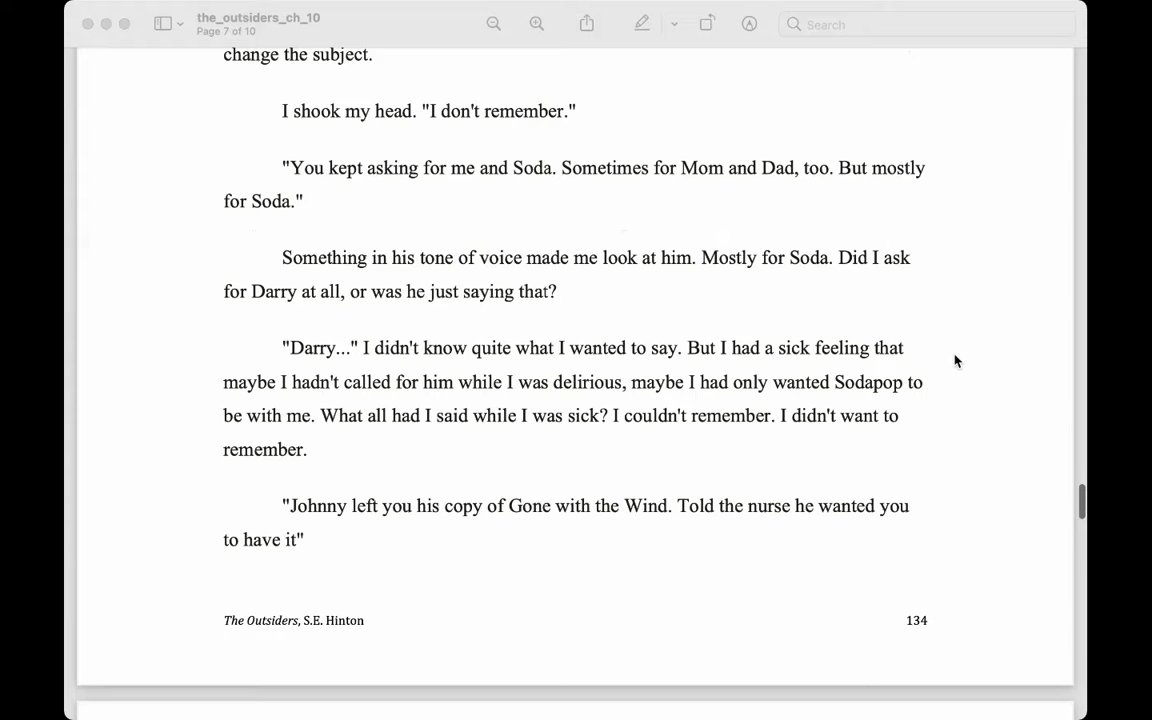 the_outsiders_ch_10
Page 7 of 10
Search
change the subject.
I shook my head. "I don't remember."
"You kept asking for me and Soda. Sometimes for Mom and Dad, too. But mostly
for Soda."
Something in his tone of voice made me look at him. Mostly for Soda. Did I ask
for Darry at all, or was he just saying that?
"Darry..." I didn't know quite what I wanted to say. But I had a sick feeling that
maybe I hadn't called for him while I was delirious, maybe I had only wanted Sodapop to
be with me. What all had I said while I was sick? I couldn't remember. I didn't want to
remember.
"Johnny left you his copy of Gone with the Wind. Told the nurse he wanted you
to have it"
The Outsiders, S.E. Hinton
134